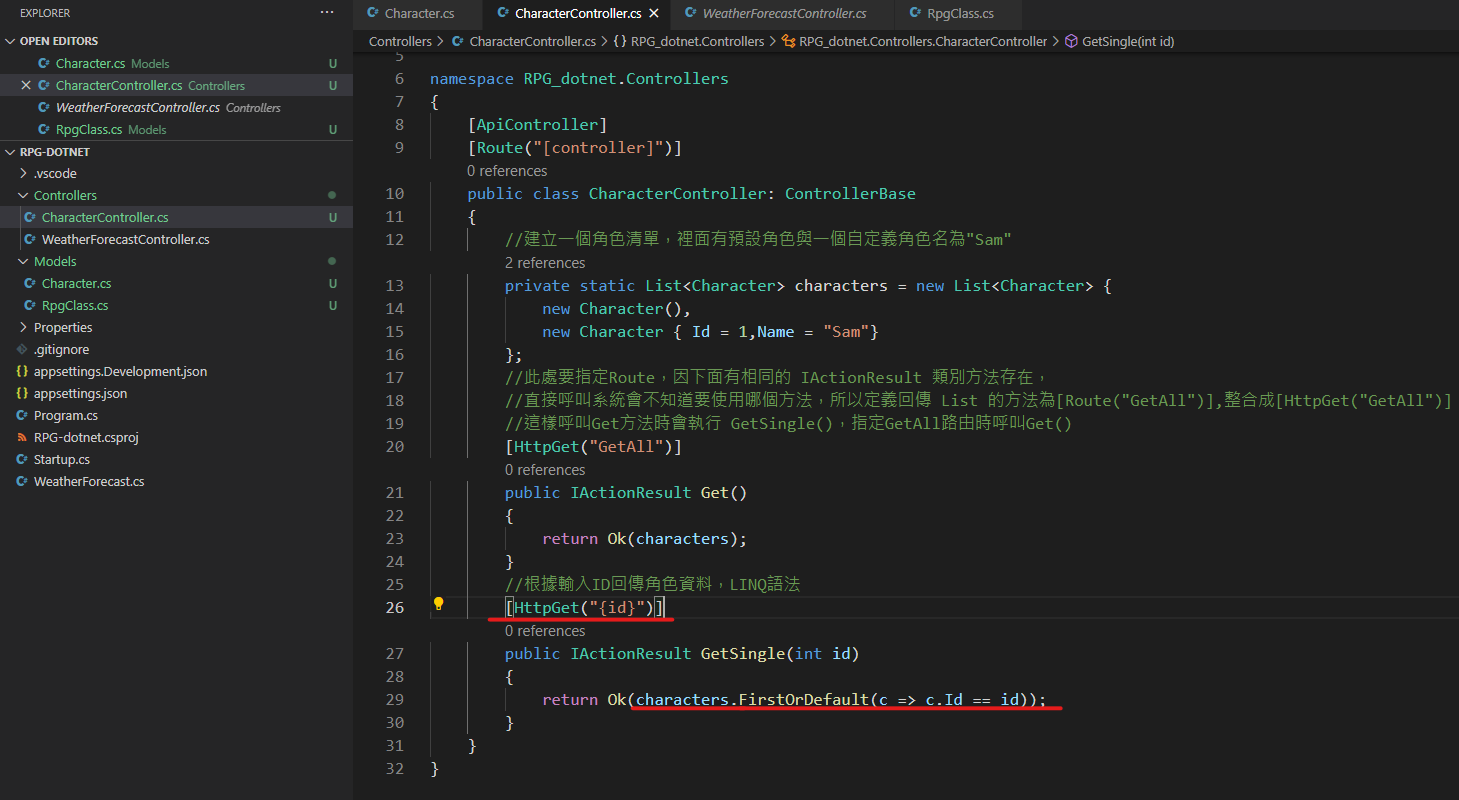 EXPLORER
OPEN EDITORS
Character.cs Models U
CharacterController.cs Controllers U
WeatherForecastController.cs Controllers
RpgClass.cs Models U
RPG-DOTNET
.vscode
Controllers
CharacterController.cs U
WeatherForecastController.cs
Models
Character.cs U
RpgClass.cs U
Properties
.gitignore
appsettings.Development.json
appsettings.json
Program.cs
RPG-dotnet.csproj
Startup.cs
WeatherForecast.cs
Character.cs CharacterController.cs WeatherForecastController.cs RpgClass.cs
Controllers > CharacterController.cs > {} RPG_dotnet.Controllers > RPG_dotnet.Controllers.CharacterController > GetSingle(int id)
5
6 namespace RPG_dotnet.Controllers
7 {
8 [ApiController]
9 [Route("[controller]")]
0 references
10 public class CharacterController: ControllerBase
11 {
12 //建立一個角色清單，裡面有預設角色與一個自定義角色名為"Sam"
2 references
13 private static List<Character> characters = new List<Character> {
14 new Character(),
15 new Character { Id = 1,Name = "Sam"}
16 };
17 //此處要指定Route，因下面有相同的 IActionResult 類別方法存在，
18 //直接呼叫系統會不知道要使用哪個方法，所以定義回傳 List 的方法為[Route("GetAll")],整合成[HttpGet("GetAll")]
19 //這樣呼叫Get方法時會執行 GetSingle()，指定GetAll路由時呼叫Get()
20 [HttpGet("GetAll")]
0 references
21 public IActionResult Get()
22 {
23 return Ok(characters);
24 }
25 //根據輸入ID回傳角色資料，LINQ語法
26 [HttpGet("{id}")]
0 references
27 public IActionResult GetSingle(int id)
28 {
29 return Ok(characters.FirstOrDefault(c => c.Id == id));
30 }
31 }
32 }